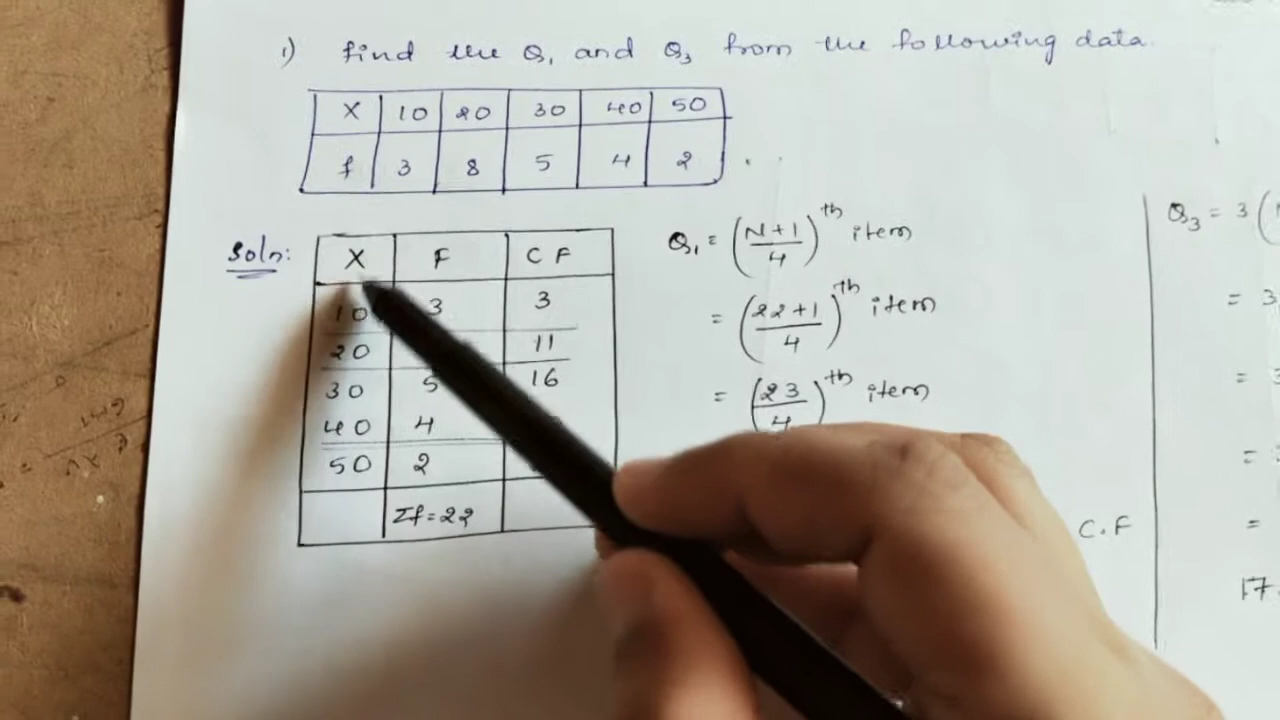 1) Find the Q₁ and Q₃ from the following data.
X 10 20 30 40 50
f 3 8 5 4 2
Soln:
X F C F
10 3 3
20 11
30 5 16
40 4
50 2
Σf = 22
Q₁ = (N+1/4)th item
= (22+1/4)th item
= (23/4)th item
C.F
Q₃ = 3(
= 3
=
=
=
17.